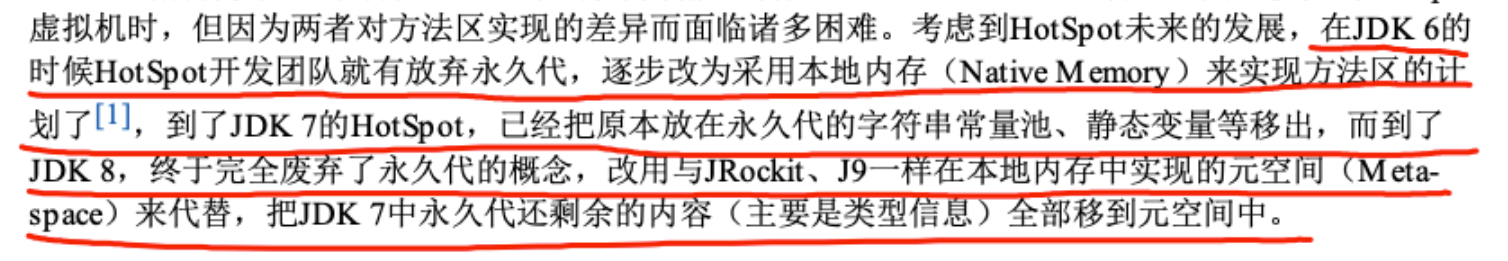 虚拟机时，但因为两者对方法区实现的差异而面临诸多困难。考虑到HotSpot未来的发展，在JDK 6的
时候HotSpot开发团队就有放弃永久代，逐步改为采用本地内存（Native Memory）来实现方法区的计
划了[1]，到了JDK 7的HotSpot，已经把原本放在永久代的字符串常量池、静态变量等移出，而到了
JDK 8，终于完全废弃了永久代的概念，改用与JRockit、J9一样在本地内存中实现的元空间（Meta-
space）来代替，把JDK 7中永久代还剩余的内容（主要是类型信息）全部移到元空间中。